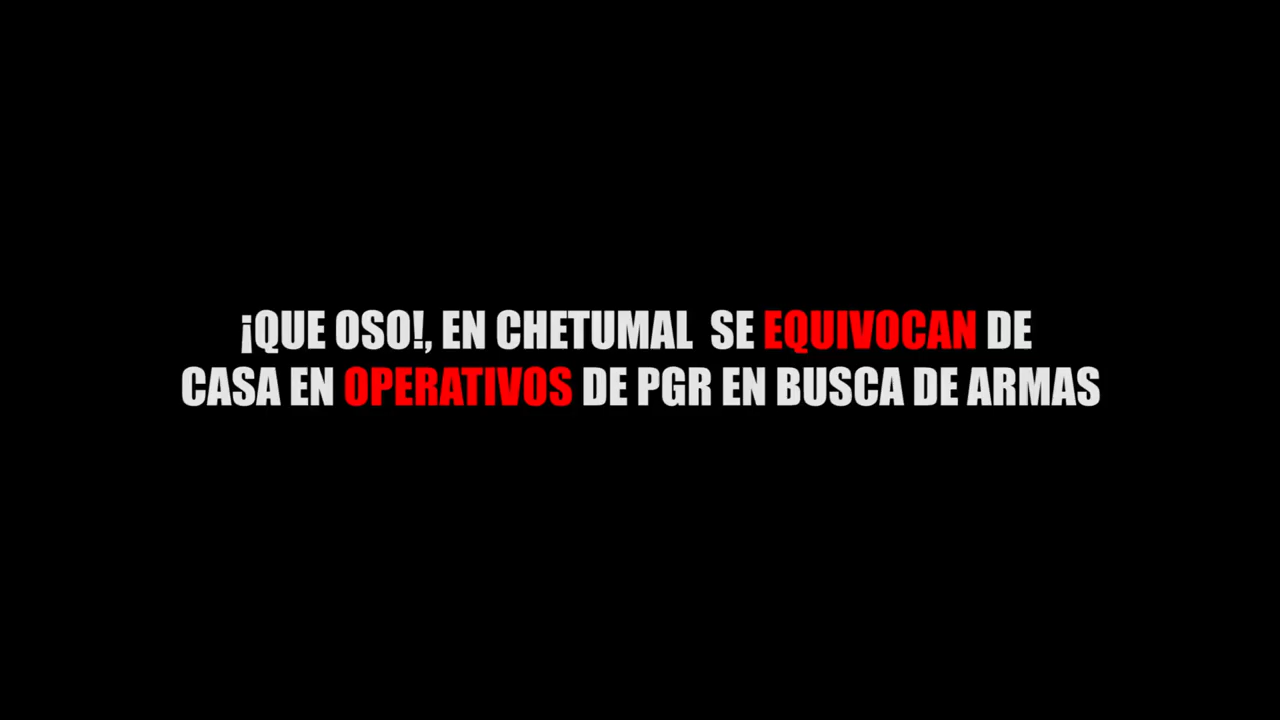 ¡QUE OSO!, EN CHETUMAL  SE EQUIVOCAN DE
CASA EN OPERATIVOS DE PGR EN BUSCA DE ARMAS